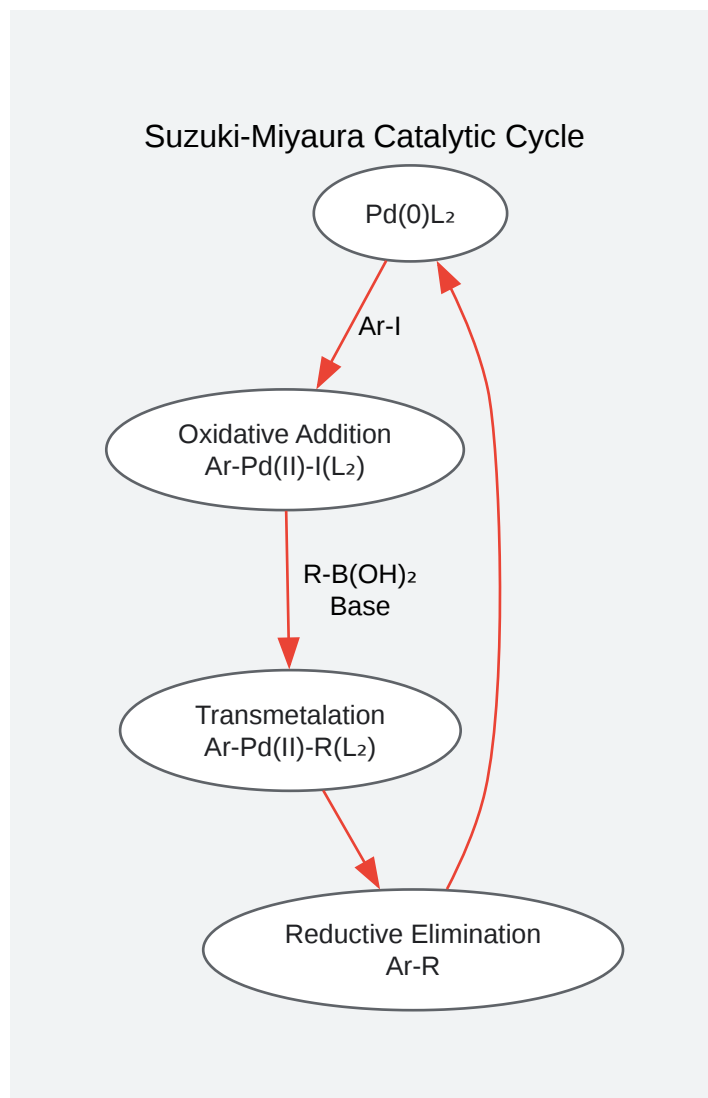 Suzuki-Miyaura Catalytic Cycle
Pd(0)L₂
Ar-I
Oxidative Addition
Ar-Pd(II)-I(L₂)
R-B(OH)₂
Base
Transmetalation
Ar-Pd(II)-R(L₂)
Reductive Elimination
Ar-R